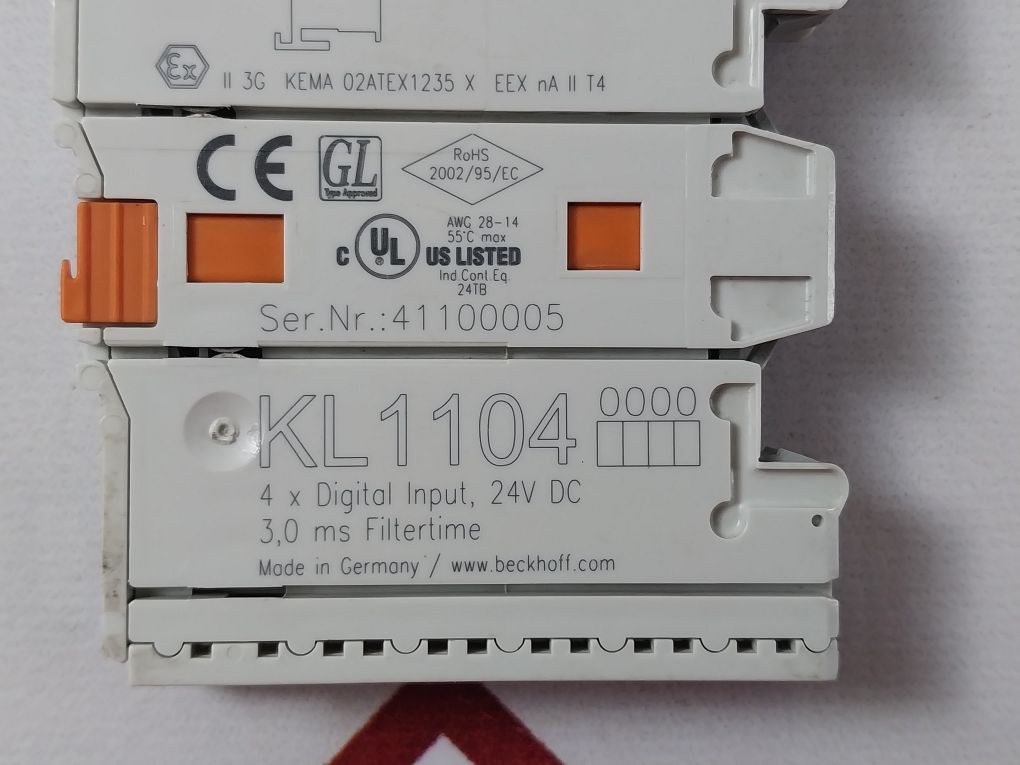 Ex II 3G KEMA 02ATEX1235 X EEX nA II T4
CE GL
Type Approved
RoHS
2002/95/EC
C UL US LISTED
®
AWG 28-14
55°C max
Ind.Cont.Eq.
24TB
Ser.Nr.:41100005
KL1104
0000
4 x Digital Input, 24V DC
3,0 ms Filtertime
Made in Germany / www.beckhoff.com